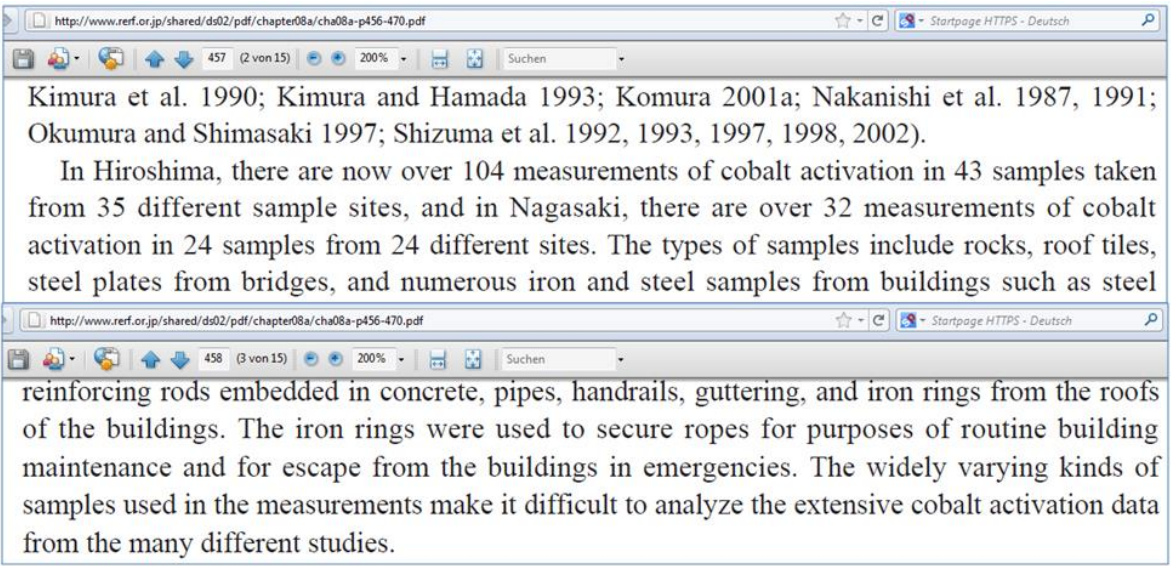 http://www.rerf.or.jp/shared/ds02/pdf/chapter08a/cha08a-p456-470.pdf Startpage HTTPS - Deutsch
457 (2 von 15) 200% Suchen
Kimura et al. 1990; Kimura and Hamada 1993; Komura 2001a; Nakanishi et al. 1987, 1991;
Okumura and Shimasaki 1997; Shizuma et al. 1992, 1993, 1997, 1998, 2002).
In Hiroshima, there are now over 104 measurements of cobalt activation in 43 samples taken
from 35 different sample sites, and in Nagasaki, there are over 32 measurements of cobalt
activation in 24 samples from 24 different sites. The types of samples include rocks, roof tiles,
steel plates from bridges, and numerous iron and steel samples from buildings such as steel
http://www.rerf.or.jp/shared/ds02/pdf/chapter08a/cha08a-p456-470.pdf Startpage HTTPS - Deutsch
458 (3 von 15) 200% Suchen
reinforcing rods embedded in concrete, pipes, handrails, guttering, and iron rings from the roofs
of the buildings. The iron rings were used to secure ropes for purposes of routine building
maintenance and for escape from the buildings in emergencies. The widely varying kinds of
samples used in the measurements make it difficult to analyze the extensive cobalt activation data
from the many different studies.